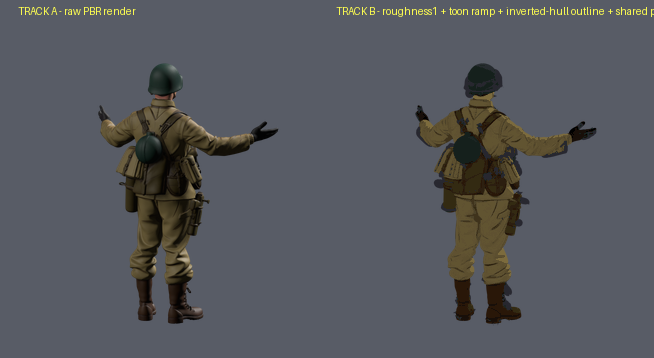 TRACK A - raw PBR render
TRACK B - roughness1 + toon ramp + inverted-hull outline + shared p